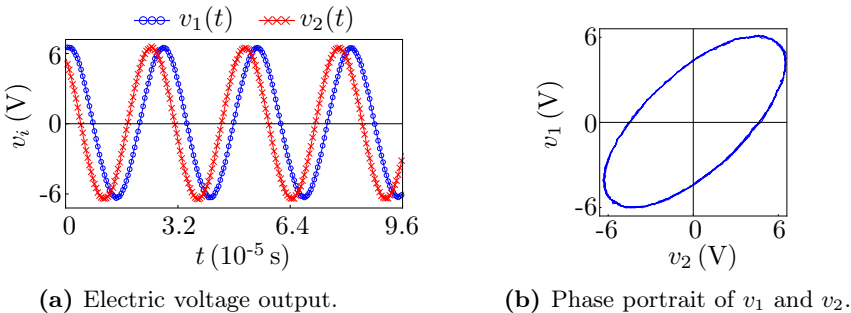 v₁(t) v₂(t)
6
0
-6
vᵢ (V)
0 3.2 6.4 9.6
t (10⁻⁵ s)
(a) Electric voltage output.
6
0
-6
v₁ (V)
-6 0 6
v₂ (V)
(b) Phase portrait of v₁ and v₂.